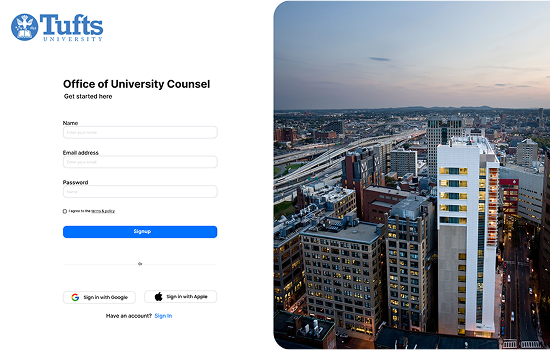 Tufts
UNIVERSITY
Office of University Counsel
Get started here
Name
Enter your name
Email address
Enter your email
Password
I agree to the terms & policy
Signup
Or
Sign in with Google
Sign in with Apple
Have an account? Sign In